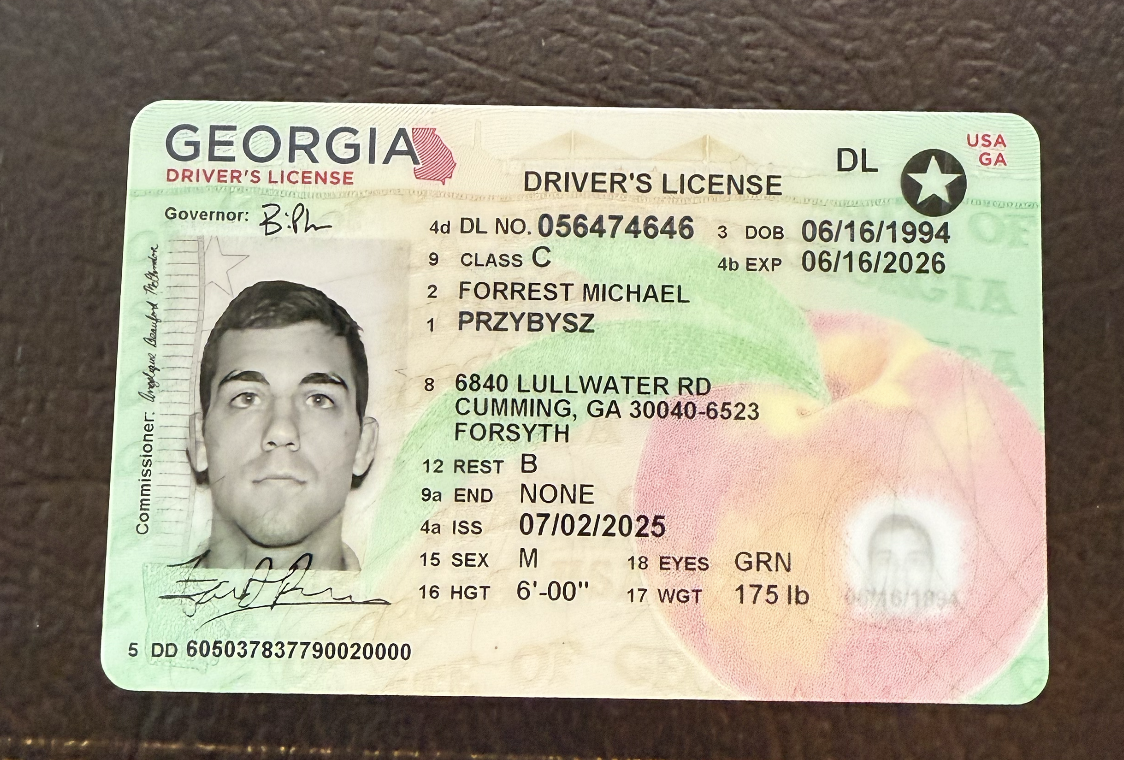 GEORGIA
DRIVER'S LICENSE
DRIVER'S LICENSE
DL
USA
GA
Governor:
Commissioner:
4d DL NO. 056474646
3 DOB 06/16/1994
9 CLASS C
4b EXP 06/16/2026
2 FORREST MICHAEL
1 PRZYBYSZ
8 6840 LULLWATER RD
CUMMING, GA 30040-6523
FORSYTH
12 REST B
9a END NONE
4a ISS 07/02/2025
15 SEX M
18 EYES GRN
16 HGT 6'-00"
17 WGT 175 lb
5 DD 605037837790020000